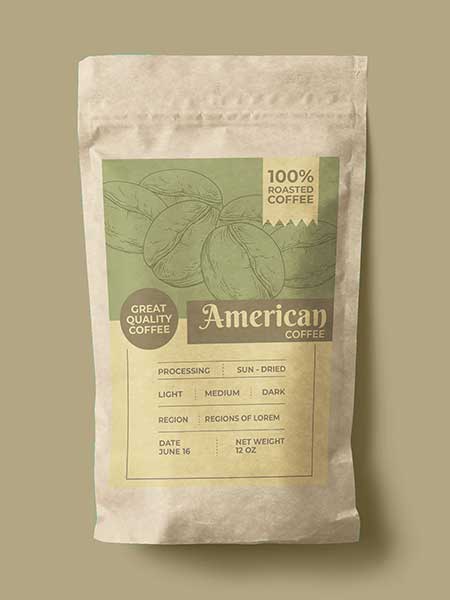 100%
ROASTED
COFFEE
GREAT
QUALITY
COFFEE
American
COFFEE
PROCESSING SUN - DRIED
LIGHT MEDIUM DARK
REGION REGIONS OF LOREM
DATE
JUNE 16
NET WEIGHT
12 OZ